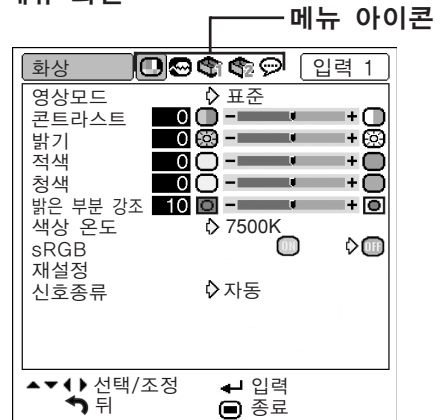 메뉴 아이콘
화상 입력 1
영상모드 표준
콘트라스트 0 - +
밝기 0 - +
적색 0 - +
청색 0 - +
밝은 부분 강조 10 - +
색상 온도 7500K
sRGB ON OFF
재설정
신호종류 자동
선택/조정 입력
뒤 종료